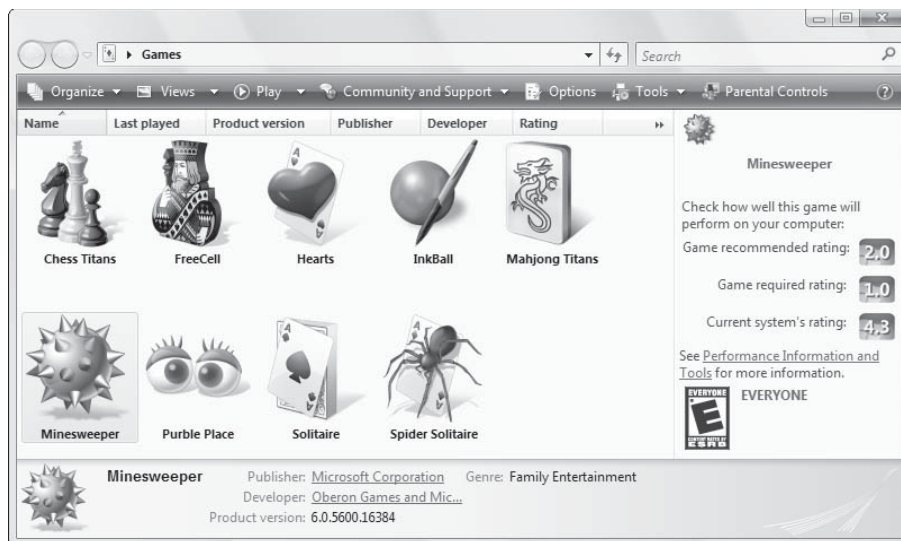 Games
Search
Organize Views Play Community and Support Options Tools Parental Controls ?
Name Last played Product version Publisher Developer Rating
Chess Titans FreeCell Hearts InkBall Mahjong Titans
Minesweeper Purble Place Solitaire Spider Solitaire
Minesweeper
Check how well this game will
perform on your computer:
Game recommended rating: 2.0
Game required rating: 1.0
Current system's rating: 4.3
See Performance Information and
Tools for more information.
EVERYONE
E
CONTENT RATED BY
ESRB
EVERYONE
Minesweeper
Publisher: Microsoft Corporation Genre: Family Entertainment
Developer: Oberon Games and Mic...
Product version: 6.0.5600.16384